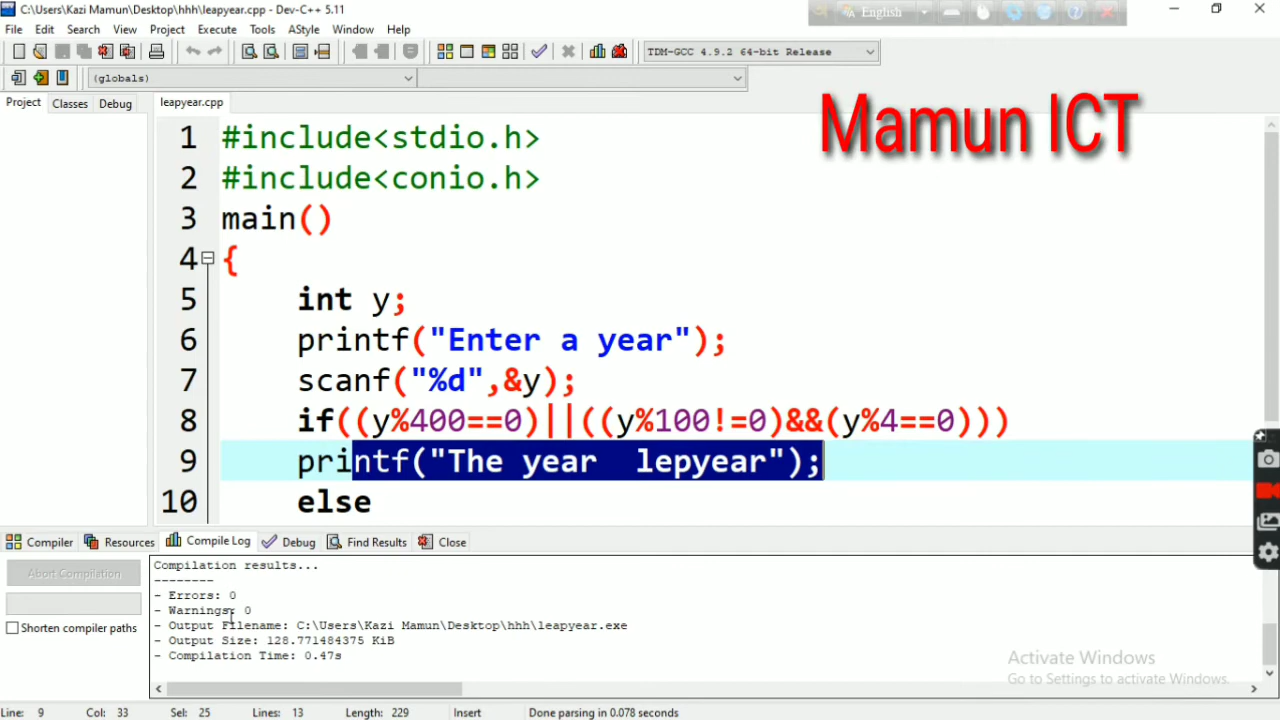 C:\Users\Kazi Mamun\Desktop\hhh\leapyear.cpp - Dev-C++ 5.11
English
File Edit Search View Project Execute Tools AStyle Window Help
TDM-GCC 4.9.2 64-bit Release
(globals)
Project Classes Debug
leapyear.cpp
Mamun ICT
1 #include<stdio.h>
2 #include<conio.h>
3 main()
4 {
5 int y;
6 printf("Enter a year");
7 scanf("%d",&y);
8 if((y%400==0)||((y%100!=0)&&(y%4==0)))
9 printf("The year  lepyear");
10 else
Compiler Resources Compile Log Debug Find Results Close
Abort Compilation
Shorten compiler paths
Compilation results...
--------
- Errors: 0
- Warnings: 0
- Output Filename: C:\Users\Kazi Mamun\Desktop\hhh\leapyear.exe
- Output Size: 128.771484375 KiB
- Compilation Time: 0.47s
Activate Windows
Go to Settings to activate Windows.
Line: 9 Col: 33 Sel: 25 Lines: 13 Length: 229 Insert Done parsing in 0.078 seconds